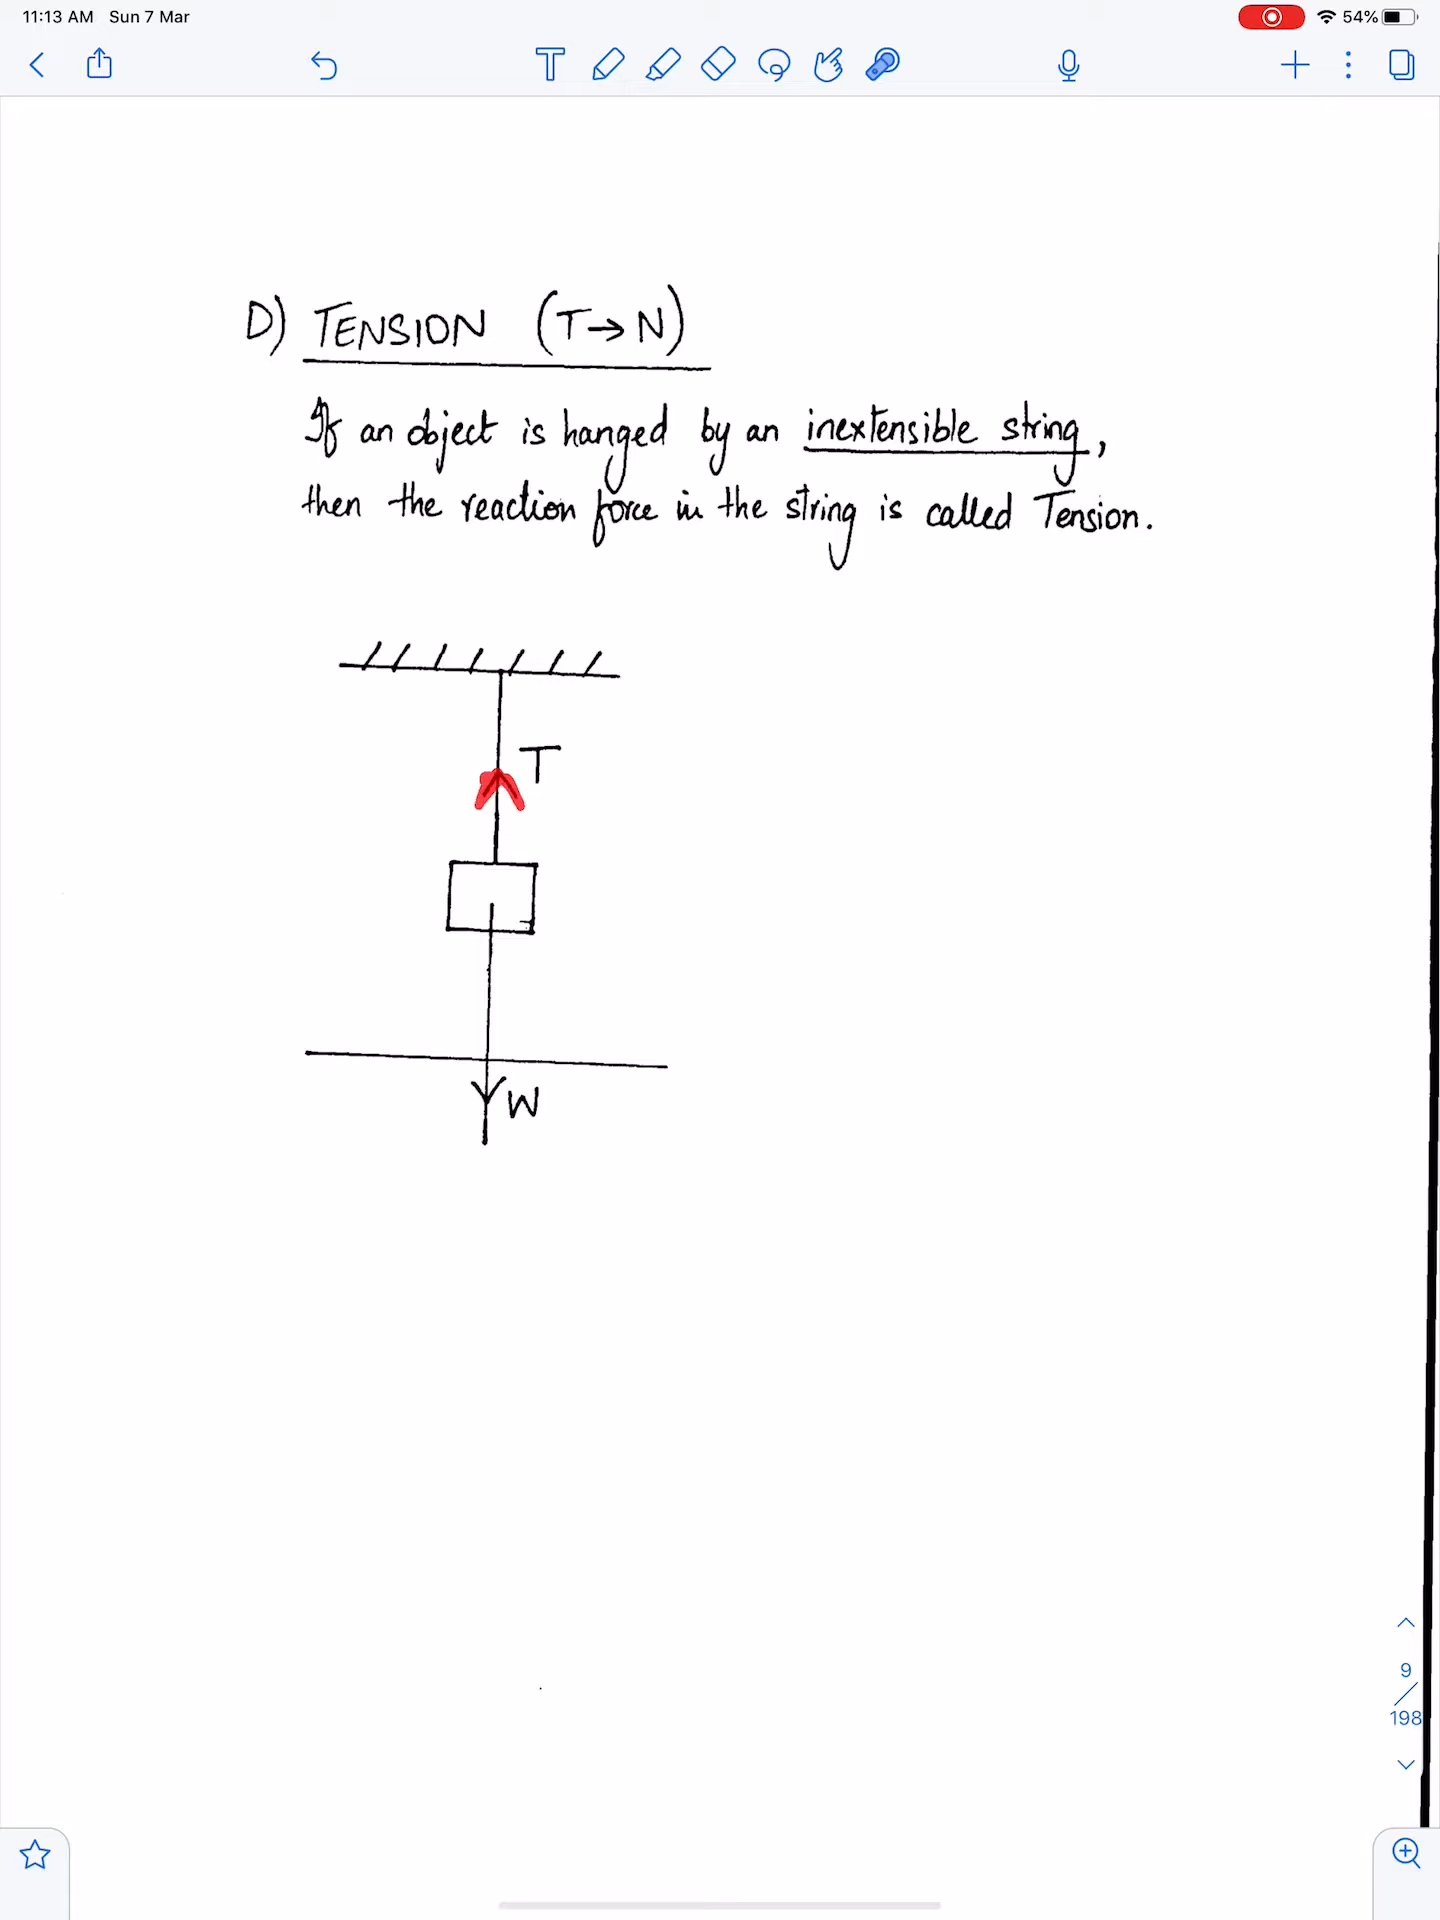 11:13 AM Sun 7 Mar
54%
D) TENSION (T→N)
If an object is hanged by an inextensible string,
then the reaction force in the string is called Tension.
T
W
9
/
198